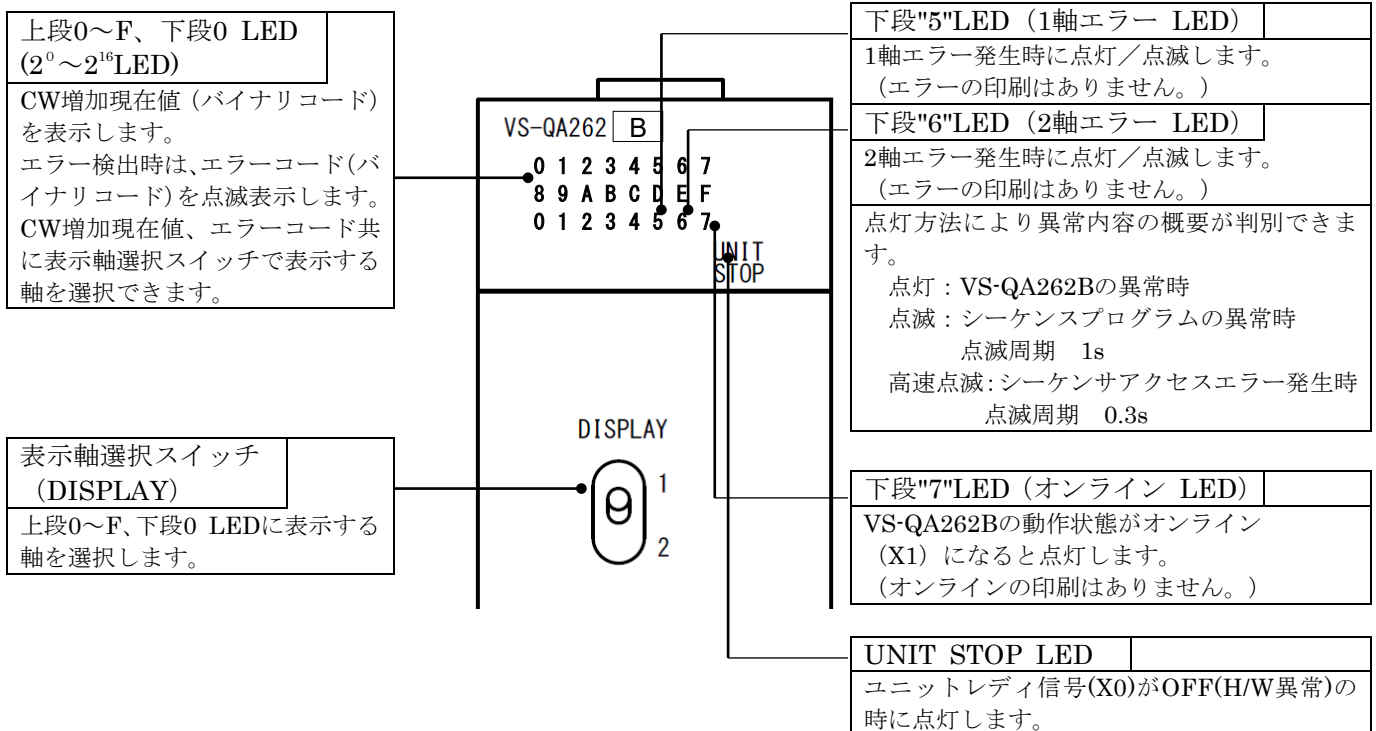 上段0～F、下段0 LED
(2⁰～2¹⁶LED)
CW増加現在値（バイナリコード）
を表示します。
エラー検出時は、エラーコード（バ
イナリコード）を点滅表示します。
CW増加現在値、エラーコード共
に表示軸選択スイッチで表示する
軸を選択できます。
表示軸選択スイッチ
（DISPLAY）
上段0～F、下段0 LEDに表示する
軸を選択します。
VS-QA262 B
0 1 2 3 4 5 6 7
8 9 A B C D E F
0 1 2 3 4 5 6 7
UNIT
STOP
DISPLAY
1
2
下段"5"LED（1軸エラー LED）
1軸エラー発生時に点灯／点滅します。
（エラーの印刷はありません。）
下段"6"LED（2軸エラー LED）
2軸エラー発生時に点灯／点滅します。
（エラーの印刷はありません。）
点灯方法により異常内容の概要が判別できま
す。
点灯：VS-QA262Bの異常時
点滅：シーケンスプログラムの異常時
点滅周期　1s
高速点滅：シーケンサアクセスエラー発生時
点滅周期　0.3s
下段"7"LED（オンライン LED）
VS-QA262Bの動作状態がオンライン
（X1）になると点灯します。
（オンラインの印刷はありません。）
UNIT STOP LED
ユニットレディ信号(X0)がOFF(H/W異常)の
時に点灯します。